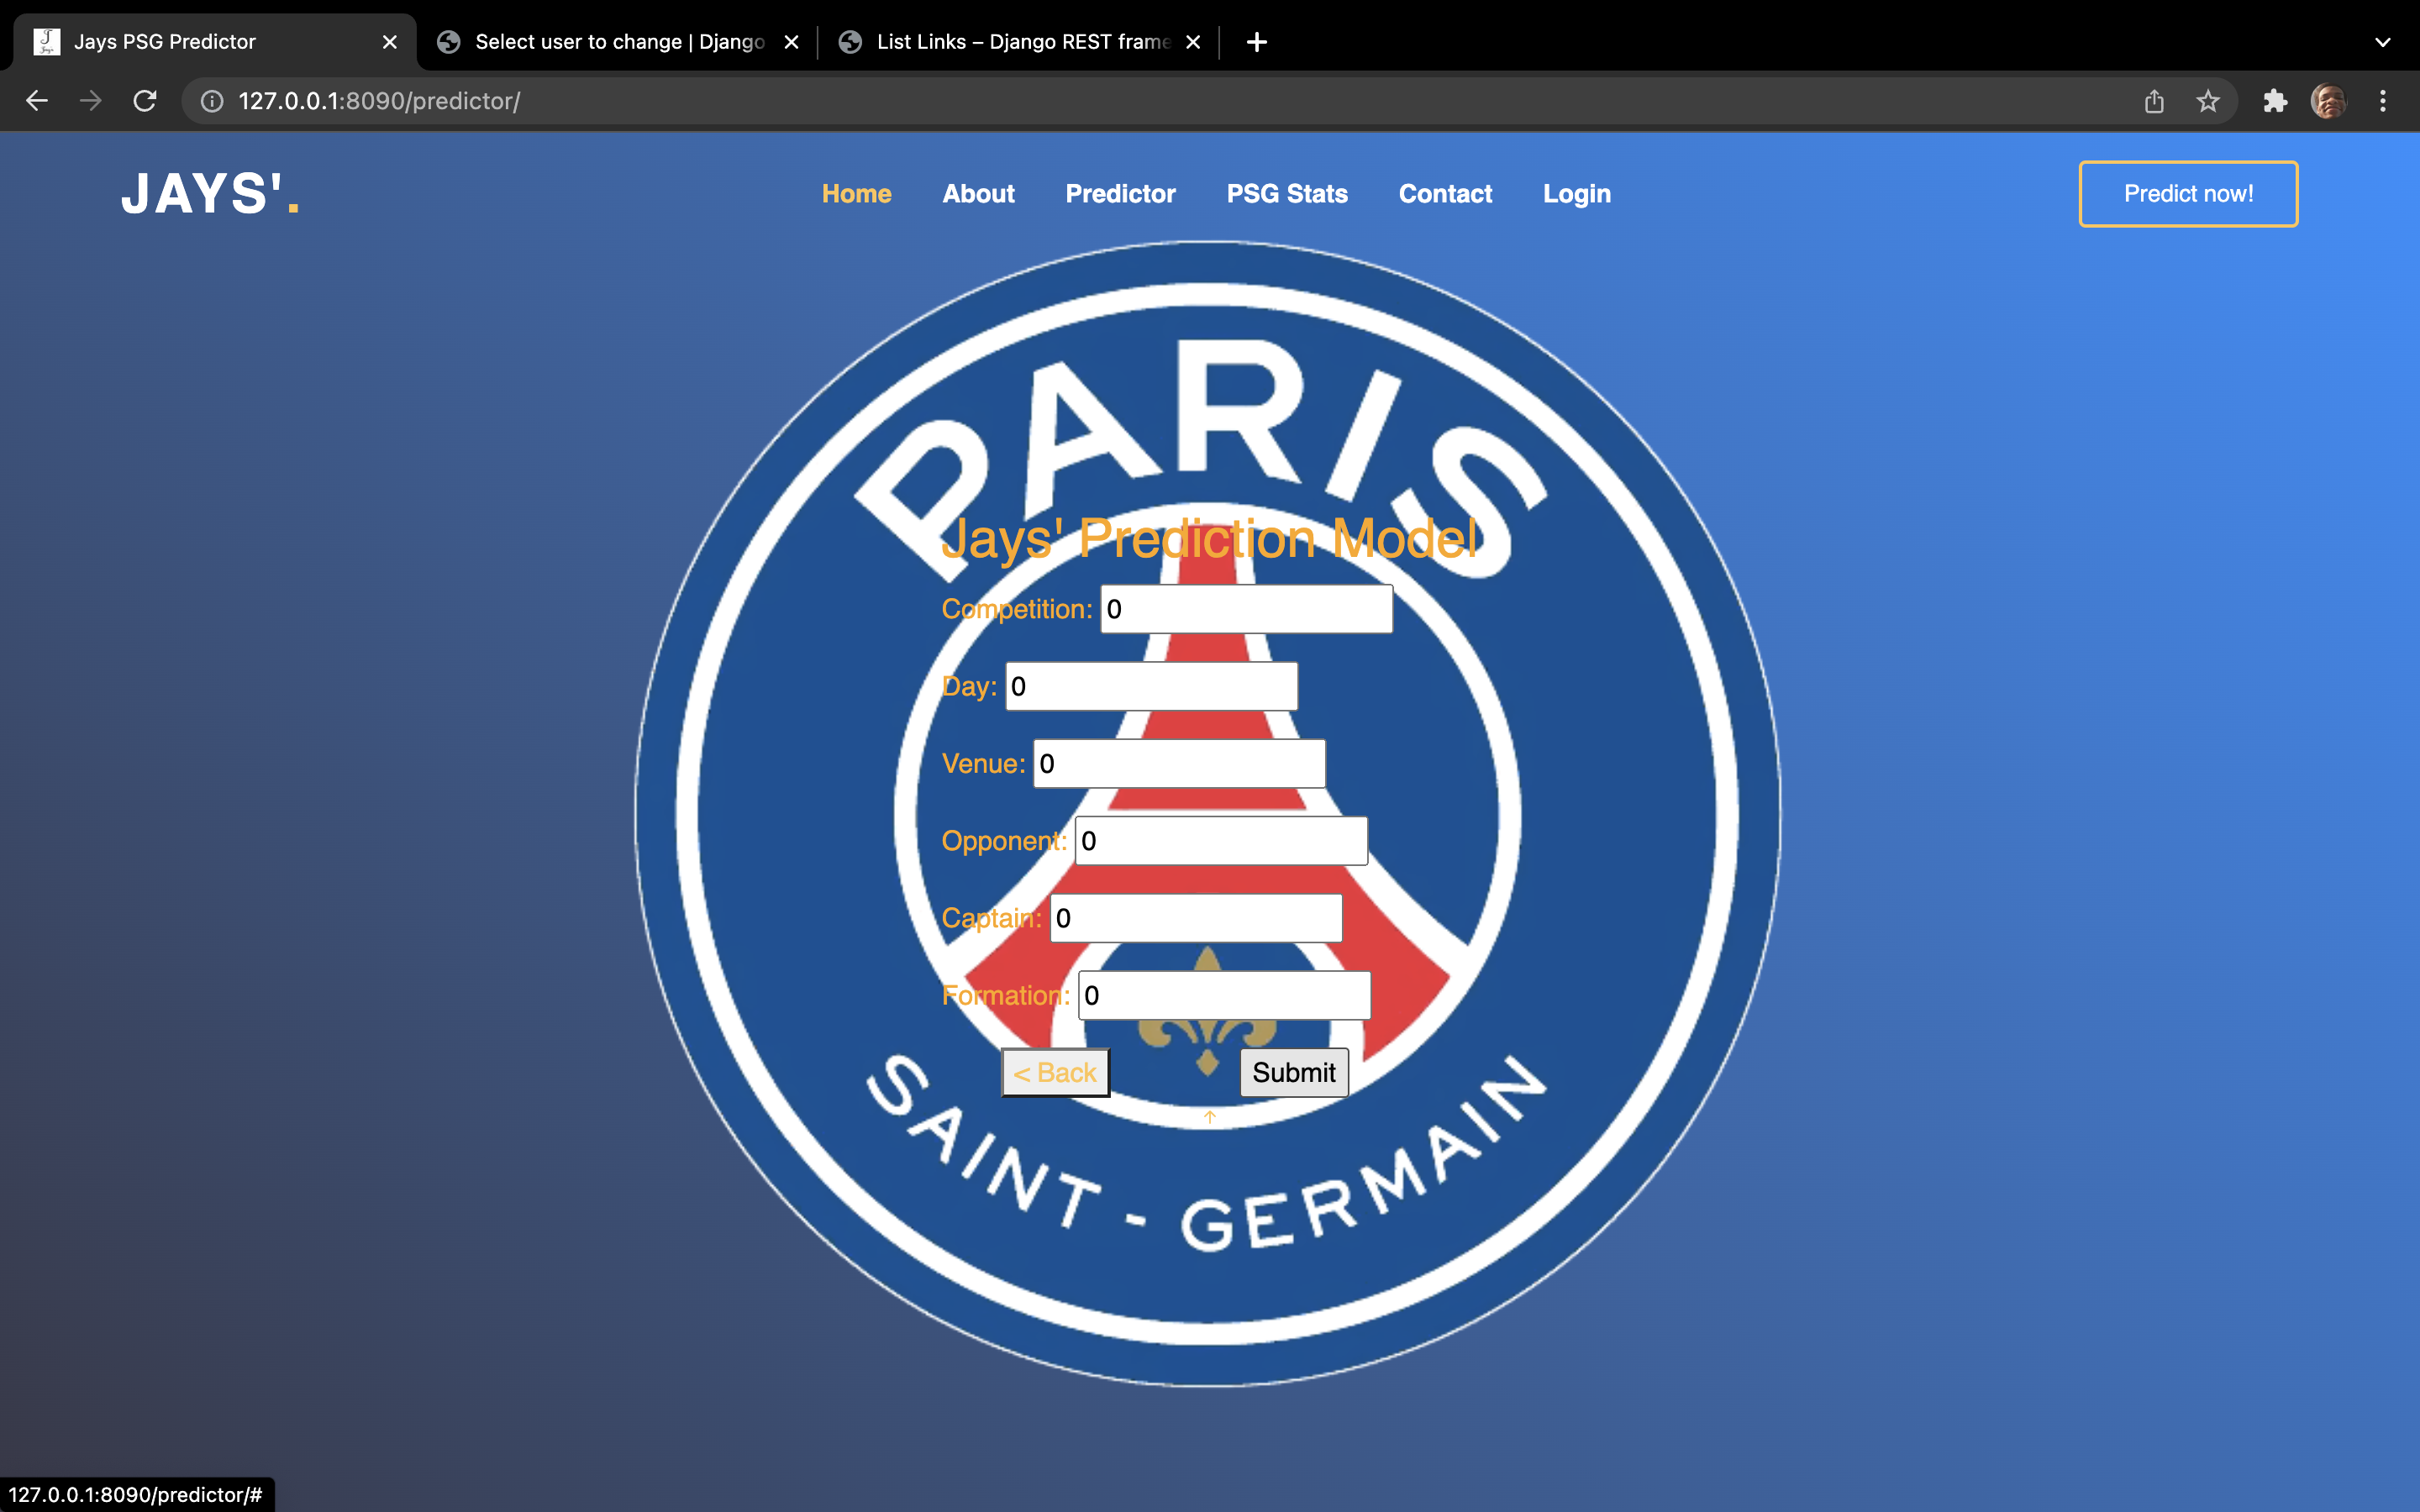 Jays PSG Predictor
Select user to change | Django
List Links – Django REST frame
127.0.0.1:8090/predictor/
JAYS'.
Home About Predictor PSG Stats Contact Login
Predict now!
PARIS
Jays' Prediction Model
Competition: 0
Day: 0
Venue: 0
Opponent: 0
Captain: 0
Formation: 0
< Back Submit
↑
SAINT - GERMAIN
127.0.0.1:8090/predictor/#